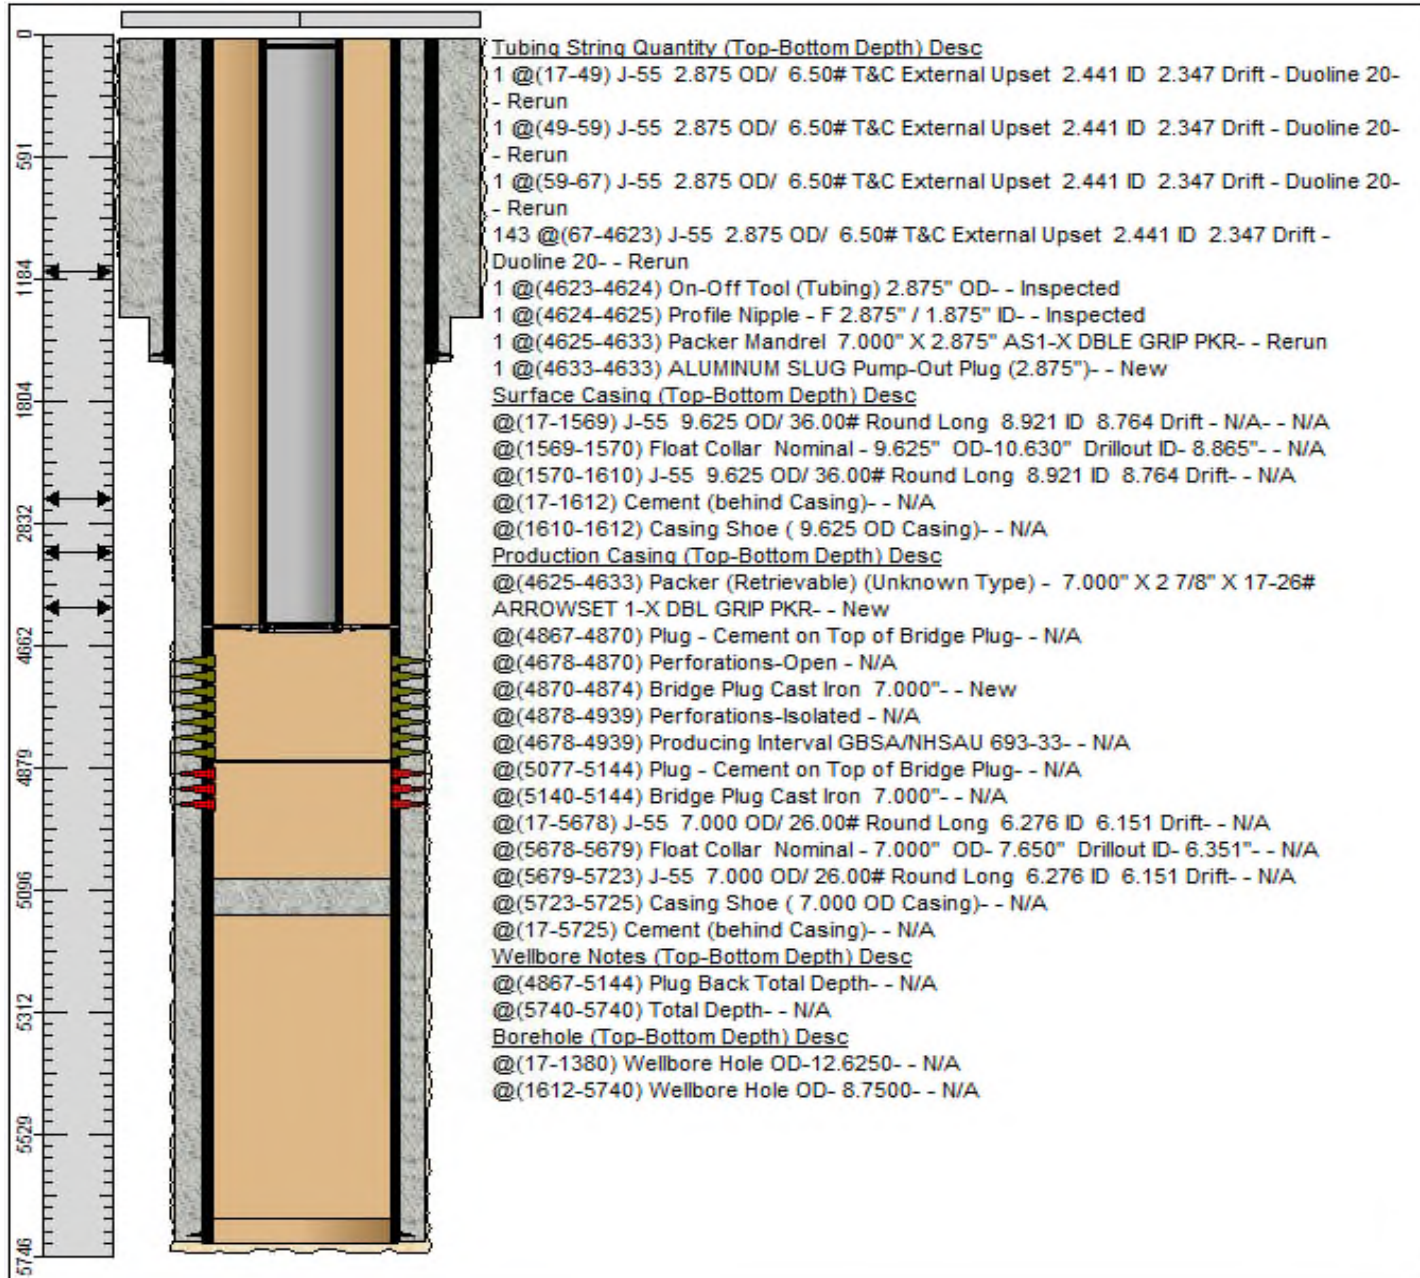 0
591
1184
1804
2832
4662
4879
5096
5312
5529
5746
Tubing String Quantity (Top-Bottom Depth) Desc
1 @(17-49) J-55 2.875 OD/ 6.50# T&C External Upset 2.441 ID 2.347 Drift - Duoline 20-
- Rerun
1 @(49-59) J-55 2.875 OD/ 6.50# T&C External Upset 2.441 ID 2.347 Drift - Duoline 20-
- Rerun
1 @(59-67) J-55 2.875 OD/ 6.50# T&C External Upset 2.441 ID 2.347 Drift - Duoline 20-
- Rerun
143 @(67-4623) J-55 2.875 OD/ 6.50# T&C External Upset 2.441 ID 2.347 Drift -
Duoline 20- - Rerun
1 @(4623-4624) On-Off Tool (Tubing) 2.875" OD- - Inspected
1 @(4624-4625) Profile Nipple - F 2.875" / 1.875" ID- - Inspected
1 @(4625-4633) Packer Mandrel 7.000" X 2.875" AS1-X DBLE GRIP PKR- - Rerun
1 @(4633-4633) ALUMINUM SLUG Pump-Out Plug (2.875")- - New
Surface Casing (Top-Bottom Depth) Desc
@(17-1569) J-55 9.625 OD/ 36.00# Round Long 8.921 ID 8.764 Drift - N/A- - N/A
@(1569-1570) Float Collar Nominal - 9.625" OD-10.630" Drillout ID- 8.865"- - N/A
@(1570-1610) J-55 9.625 OD/ 36.00# Round Long 8.921 ID 8.764 Drift- - N/A
@(17-1612) Cement (behind Casing)- - N/A
@(1610-1612) Casing Shoe ( 9.625 OD Casing)- - N/A
Production Casing (Top-Bottom Depth) Desc
@(4625-4633) Packer (Retrievable) (Unknown Type) - 7.000" X 2 7/8" X 17-26#
ARROWSET 1-X DBL GRIP PKR- - New
@(4867-4870) Plug - Cement on Top of Bridge Plug- - N/A
@(4678-4870) Perforations-Open - N/A
@(4870-4874) Bridge Plug Cast Iron 7.000"- - New
@(4878-4939) Perforations-Isolated - N/A
@(4678-4939) Producing Interval GBSA/NHSAU 693-33- - N/A
@(5077-5144) Plug - Cement on Top of Bridge Plug- - N/A
@(5140-5144) Bridge Plug Cast Iron 7.000"- - N/A
@(17-5678) J-55 7.000 OD/ 26.00# Round Long 6.276 ID 6.151 Drift- - N/A
@(5678-5679) Float Collar Nominal - 7.000" OD- 7.650" Drillout ID- 6.351"- - N/A
@(5679-5723) J-55 7.000 OD/ 26.00# Round Long 6.276 ID 6.151 Drift- - N/A
@(5723-5725) Casing Shoe ( 7.000 OD Casing)- - N/A
@(17-5725) Cement (behind Casing)- - N/A
Wellbore Notes (Top-Bottom Depth) Desc
@(4867-5144) Plug Back Total Depth- - N/A
@(5740-5740) Total Depth- - N/A
Borehole (Top-Bottom Depth) Desc
@(17-1380) Wellbore Hole OD-12.6250- - N/A
@(1612-5740) Wellbore Hole OD- 8.7500- - N/A